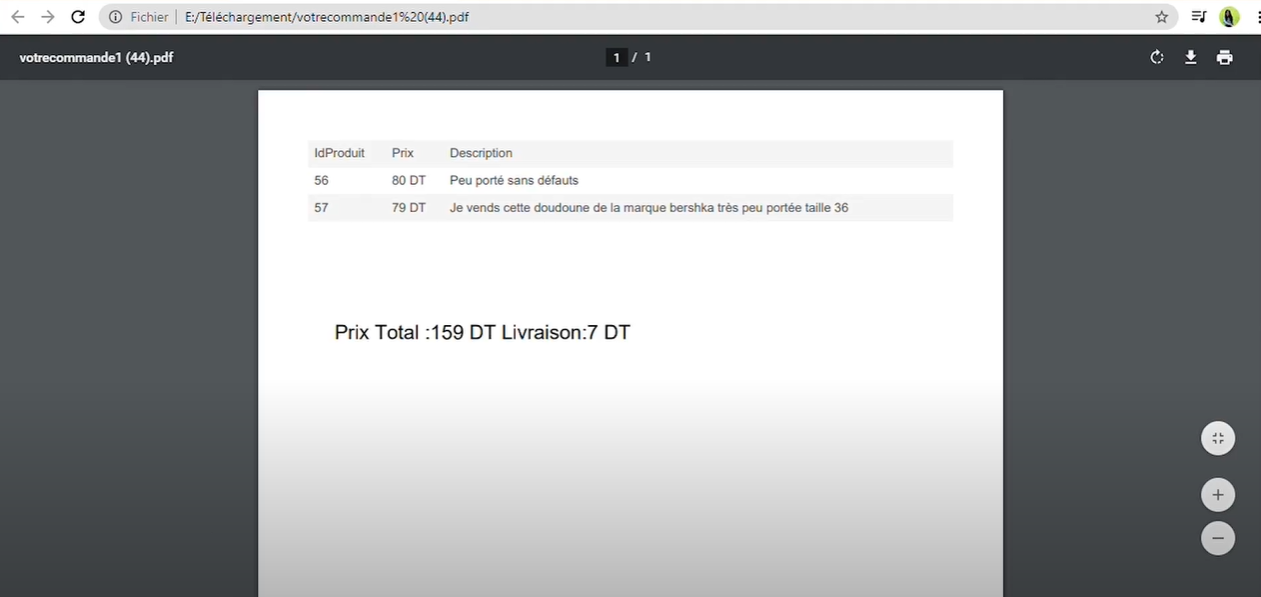 Fichier | E:/Téléchargement/votrecommande1%20(44).pdf
votrecommande1 (44).pdf
1 / 1
IdProduit Prix Description
56 80 DT Peu porté sans défauts
57 79 DT Je vends cette doudoune de la marque bershka très peu portée taille 36
Prix Total :159 DT Livraison:7 DT